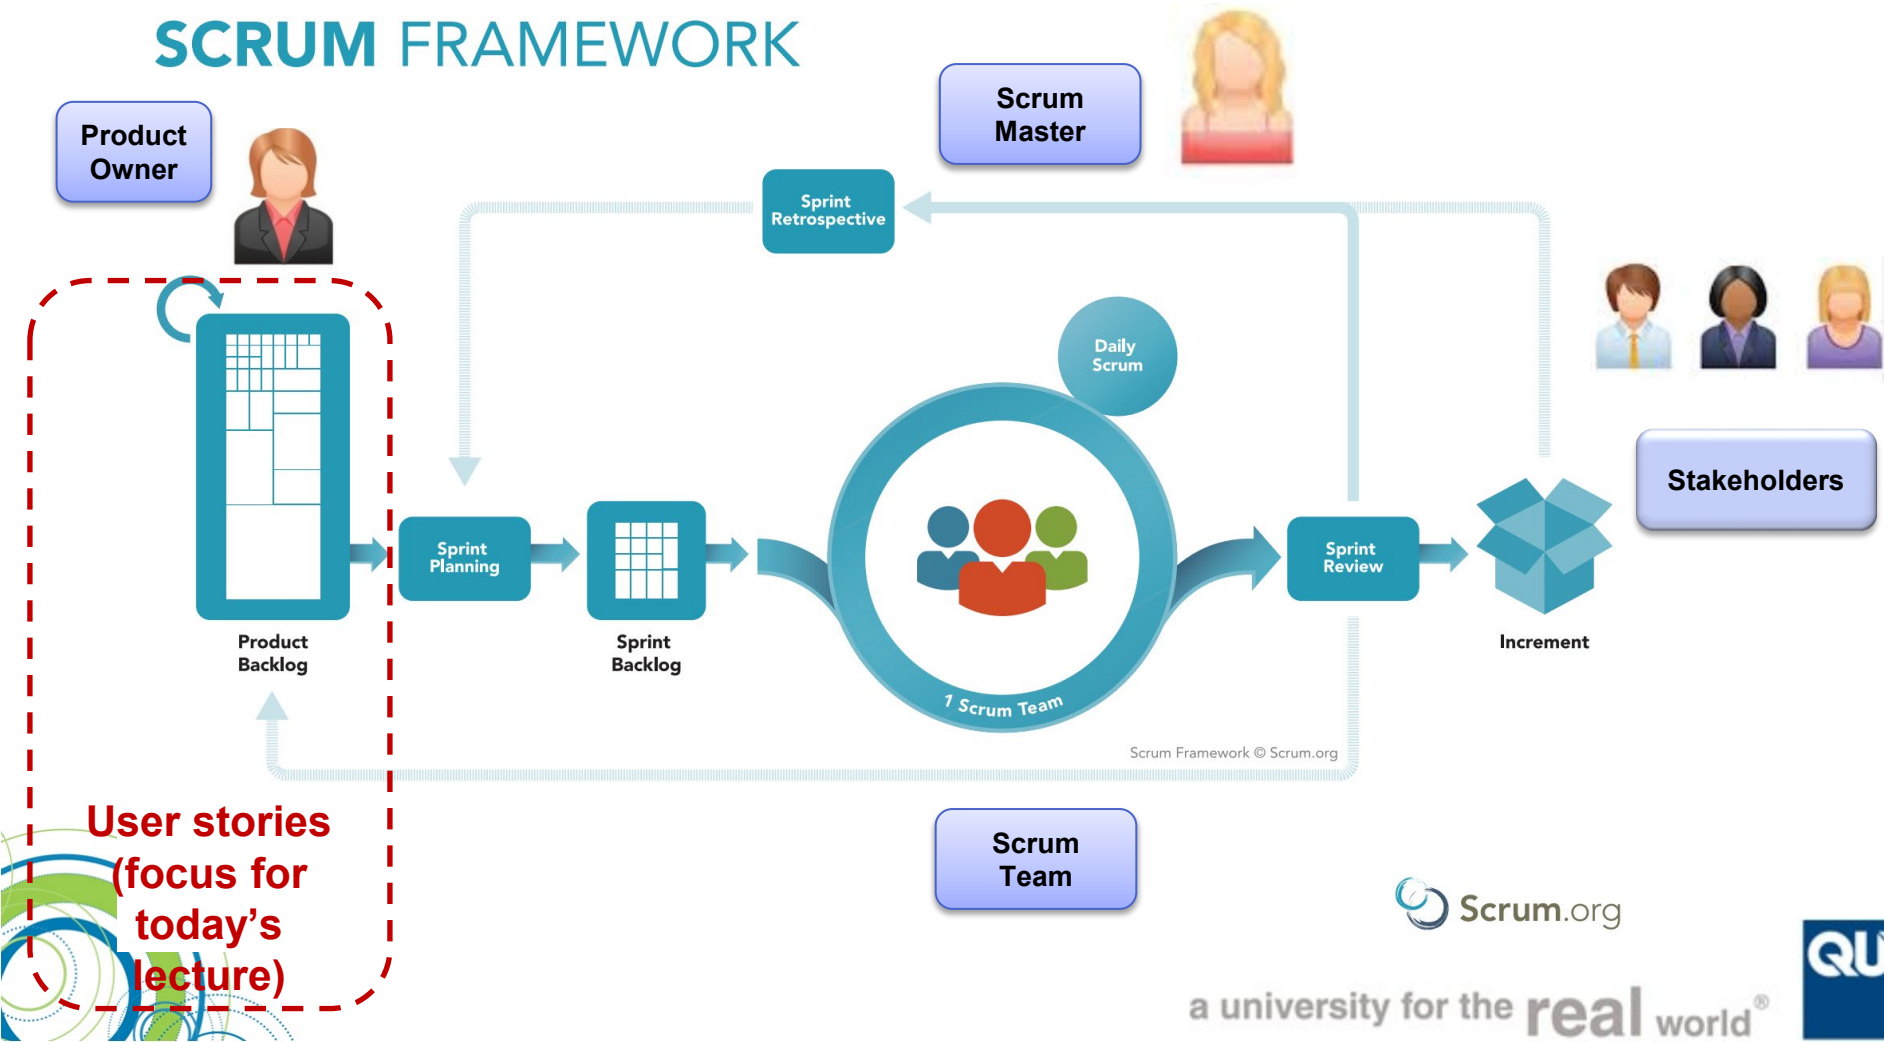 SCRUM FRAMEWORK
Product
Owner
Scrum
Master
Sprint
Retrospective
Daily
Scrum
Stakeholders
Sprint
Planning
Sprint
Review
Product
Backlog
Sprint
Backlog
Increment
1 Scrum Team
Scrum Framework © Scrum.org
User stories
(focus for
today's
lecture)
Scrum
Team
Scrum.org
QU
a university for the real world®